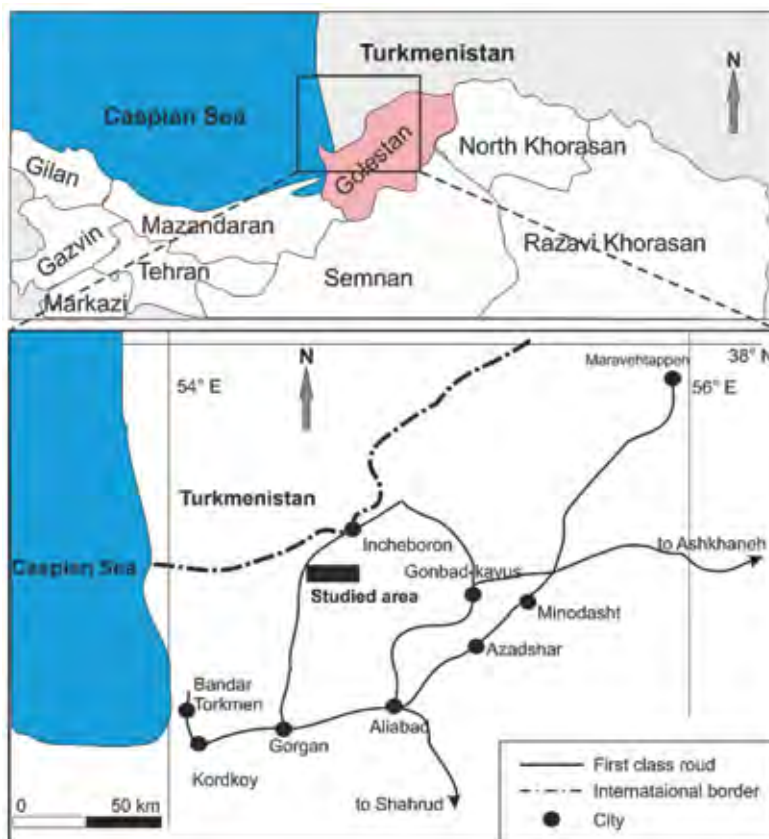 Turkmenistan
N
Caspian Sea
Golestan
North Khorasan
Gilan
Mazandaran
Gazvin
Razavi Khorasan
Tehran
Semnan
Markazi
38° N
Maravehtappen
54° E
N
56° E
Turkmenistan
Incheboron
to Ashkhaneh
Caspian Sea
Gonbad-kavus
Studied area
Minodasht
Azadshar
Bandar
Torkmen
Aliabad
Gorgan
Kordkoy
First class roud
Internataional border
City
0 50 km
to Shahrud